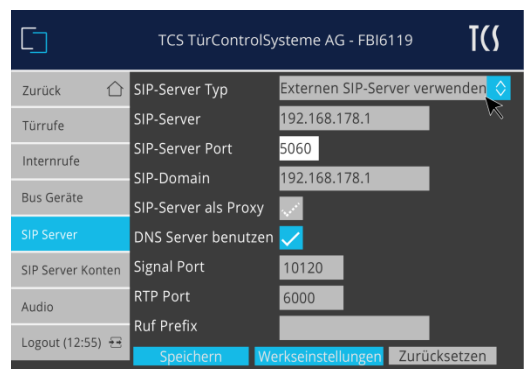 TCS TürControlSysteme AG - FBI6119
TCS
Zurück
Türrufe
Internrufe
Bus Geräte
SIP Server
SIP Server Konten
Audio
Logout (12:55)
SIP-Server Typ Externen SIP-Server verwenden
SIP-Server 192.168.178.1
SIP-Server Port 5060
SIP-Domain 192.168.178.1
SIP-Server als Proxy
DNS Server benutzen
Signal Port 10120
RTP Port 6000
Ruf Prefix
Speichern Werkseinstellungen Zurücksetzen